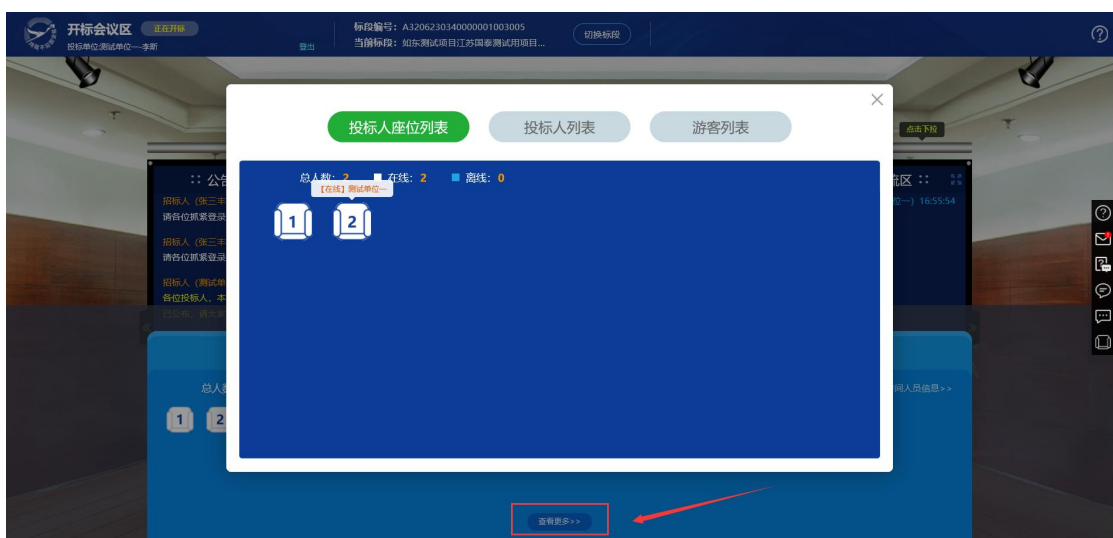 开标会议区 正在开标
投标单位:测试单位一---李新 登出
标段编号：A3206230340000001003005
当前标段：如东测试项目江苏国泰测试用项目...
切换标段
投标人座位列表 投标人列表 游客列表
点击下拉
总人数：2 在线：2 离线：0
【在线】测试单位一
1 2
:: 公告
招标人（张三丰
请各位抓紧登录
招标人（张三丰
请各位抓紧登录
招标人（测试单
各位投标人，本
已公布，请大家
流区 ::
位一) 16:55:54
总人数
间人员信息>>
1 2
查看更多>>